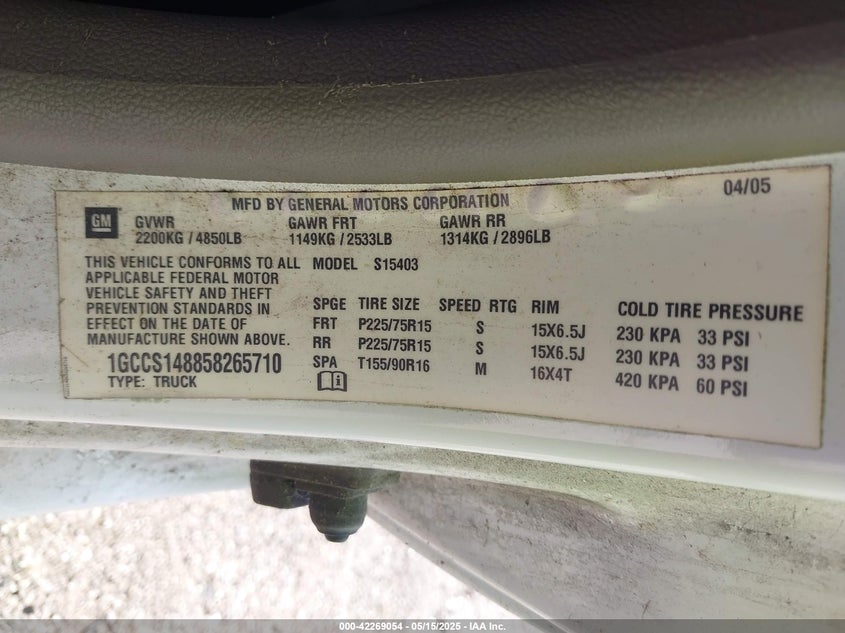 04/05
MFD BY GENERAL MOTORS CORPORATION
GM
GVWR GAWR FRT GAWR RR
2200KG / 4850LB 1149KG / 2533LB 1314KG / 2896LB
THIS VEHICLE CONFORMS TO ALL
APPLICABLE FEDERAL MOTOR
VEHICLE SAFETY AND THEFT
PREVENTION STANDARDS IN
EFFECT ON THE DATE OF
MANUFACTURE SHOWN ABOVE.
1GCCS148858265710
TYPE: TRUCK
MODEL S15403
SPGE TIRE SIZE SPEED RTG RIM COLD TIRE PRESSURE
FRT P225/75R15 S 15X6.5J 230 KPA 33 PSI
RR P225/75R15 S 15X6.5J 230 KPA 33 PSI
SPA T155/90R16 M 16X4T 420 KPA 60 PSI
000-42269054 - 05/15/2025 - IAA Inc.